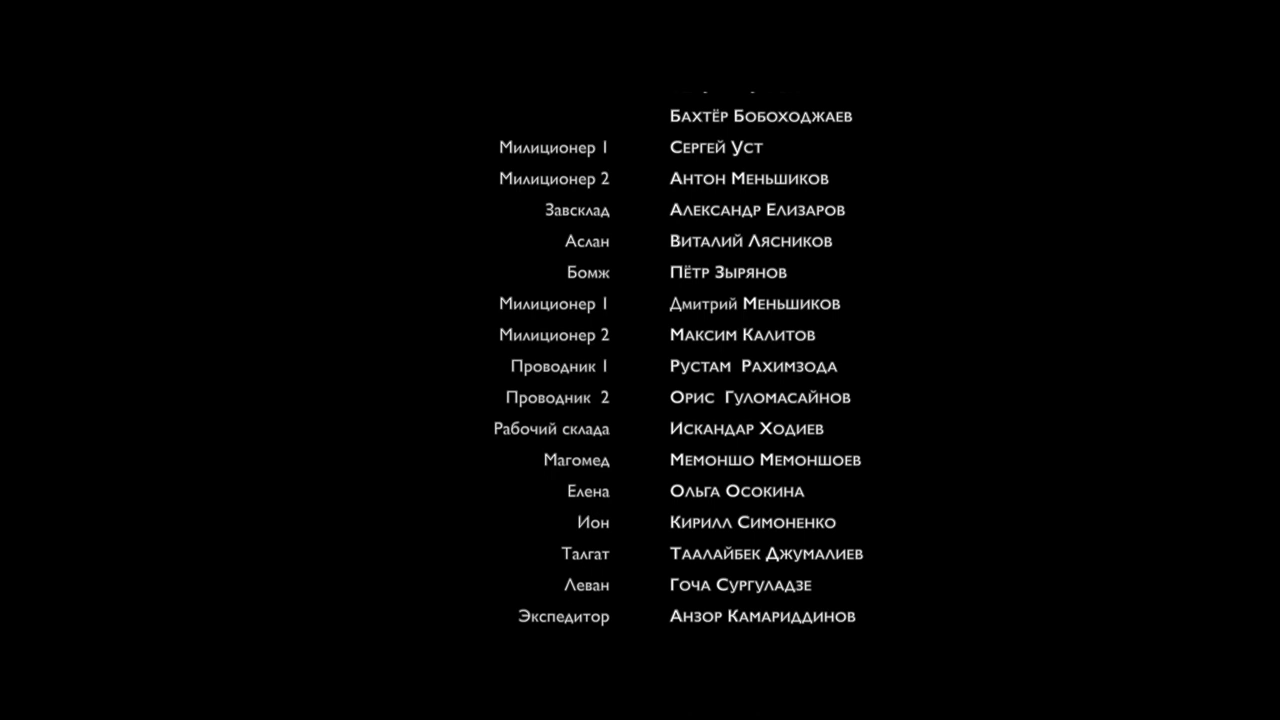 Бахтёр Бобоходжаев
Милиционер 1 Сергей Уст
Милиционер 2 Антон Меньшиков
Завсклад Александр Елизаров
Аслан Виталий Лясников
Бомж Пётр Зырянов
Милиционер 1 Дмитрий Меньшиков
Милиционер 2 Максим Калитов
Проводник 1 Рустам Рахимзода
Проводник 2 Орис Гуломасайнов
Рабочий склада Искандар Ходиев
Магомед Мемоншо Мемоншоев
Елена Ольга Осокина
Ион Кирилл Симоненко
Талгат Таалайбек Джумалиев
Леван Гоча Сургуладзе
Экспедитор Анзор Камариддинов